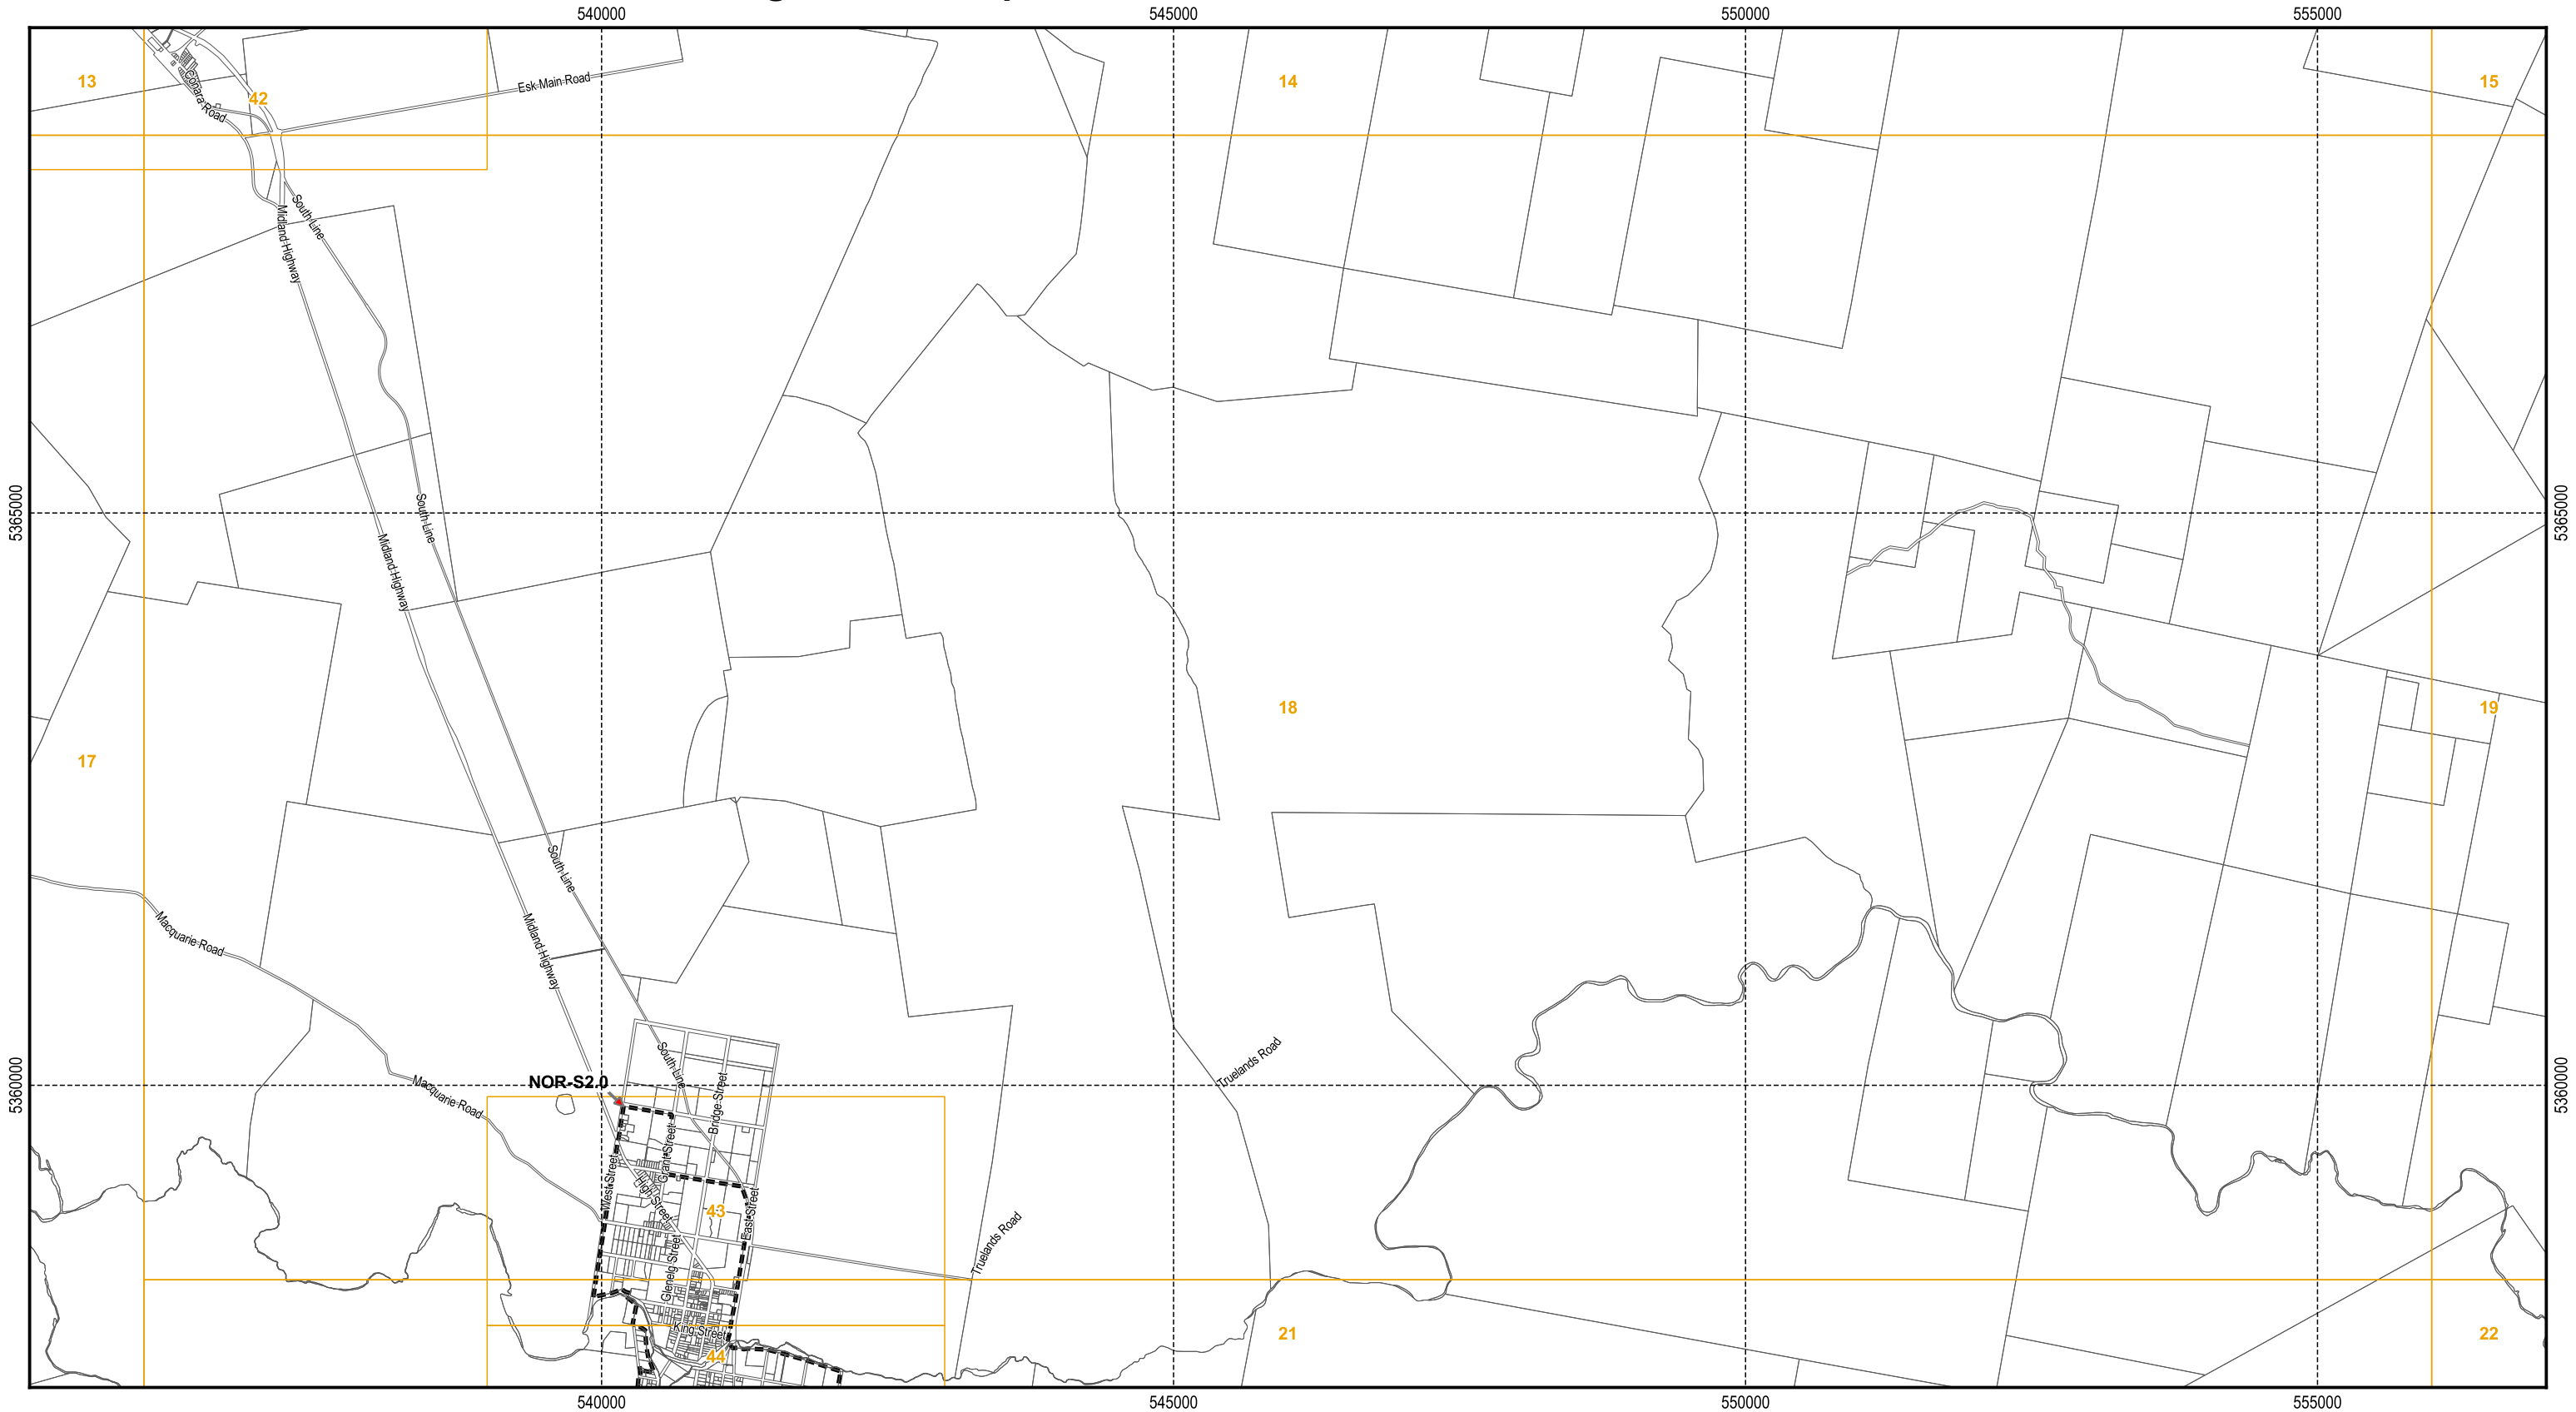 540000
545000
550000
555000
13
42
Esk Main Road
14
15
Conara Road
South Line
Midland Highway
5365000
5365000
South Line
Midland Highway
18
19
17
South Line
Macquarie Road
Midland Highway
Truelands Road
South Line
5360000
5360000
NOR-S2.0
Macquarie Road
Bridge Street
Grant Street
West Street
High Street
43
East Street
Truelands Road
Glenelg Street
King Street
44
21
22
540000
545000
550000
555000